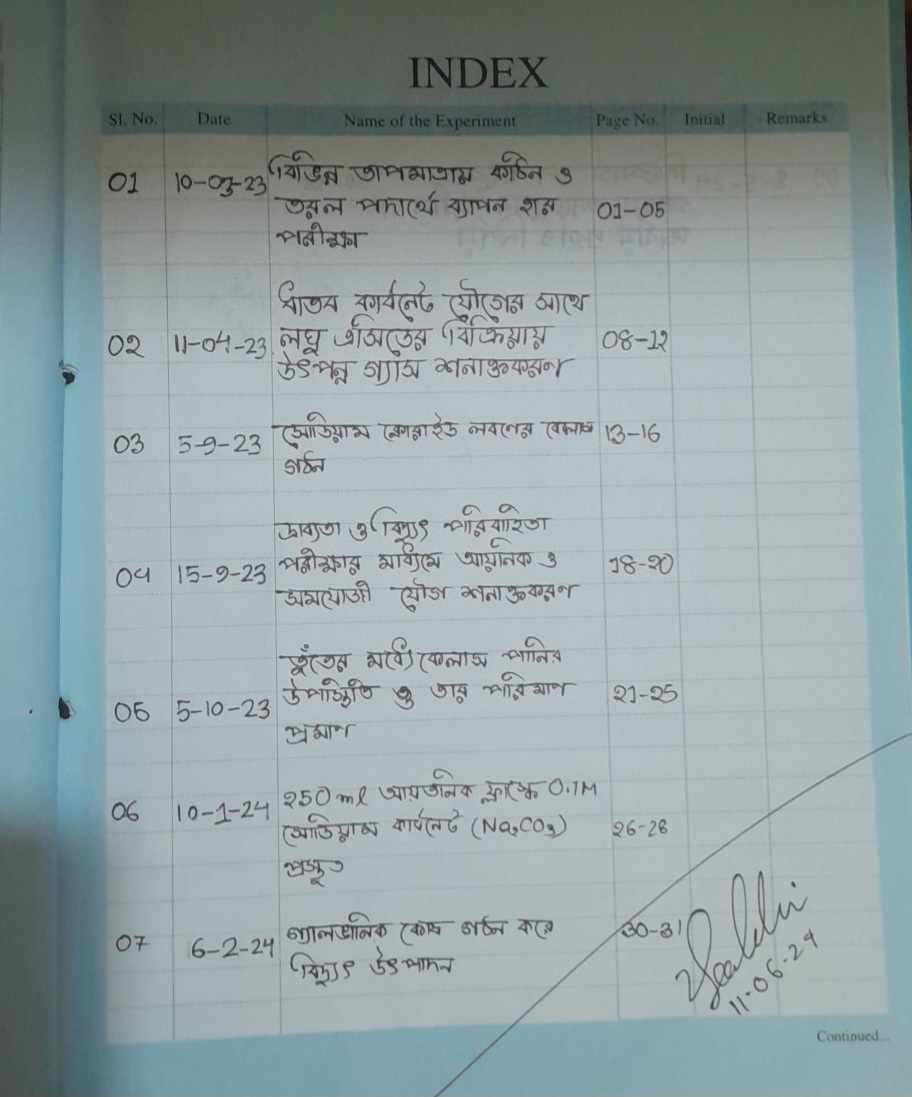 INDEX
Sl. No. Date Name of the Experiment Page No. Initial Remarks
01 10-03-23 বিভিন্ন তাপমাত্রায় কঠিন ও
তরল পদার্থে ব্যাপন হার 01-05
পরীক্ষা
ধাতব কার্বনেট যৌগের সাথে
02 11-04-23 লঘু এসিডের বিক্রিয়ায় 08-12
উৎপন্ন গ্যাস শনাক্তকরণ
03 5-9-23 সোডিয়াম ক্লোরাইড লবণের কেলাস 13-16
গঠন
দ্রাব্যতা ও বিদ্যুৎ পরিবাহিতা
04 15-9-23 পরীক্ষার মাধ্যমে আয়নিক ও 18-20
সমযোজী যৌগ শনাক্তকরণ
তুঁতের মধ্যে কেলাস পানির
05 5-10-23 উপস্থিতি ও তার পরিমাণ 21-25
প্রমাণ
06 10-1-24 250 ml আয়তনিক ফ্লাস্কে 0.1M
সোডিয়াম কার্বনেট (Na₂CO₃) 26-28
প্রস্তুত
07 6-2-24 গ্যালভানিক কোষ গঠন করে 30-31
বিদ্যুৎ উৎপাদন
11-06-24
Continued...